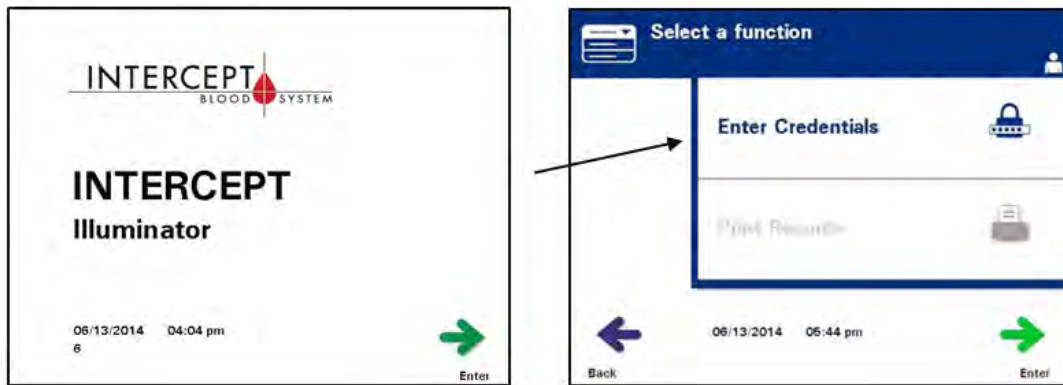 INTERCEPT
BLOOD SYSTEM
INTERCEPT
Illuminator
06/13/2014 04:04 pm
6
Enter
Select a function
Enter Credentials
Print Records
06/13/2014 05:44 pm
Back
Enter